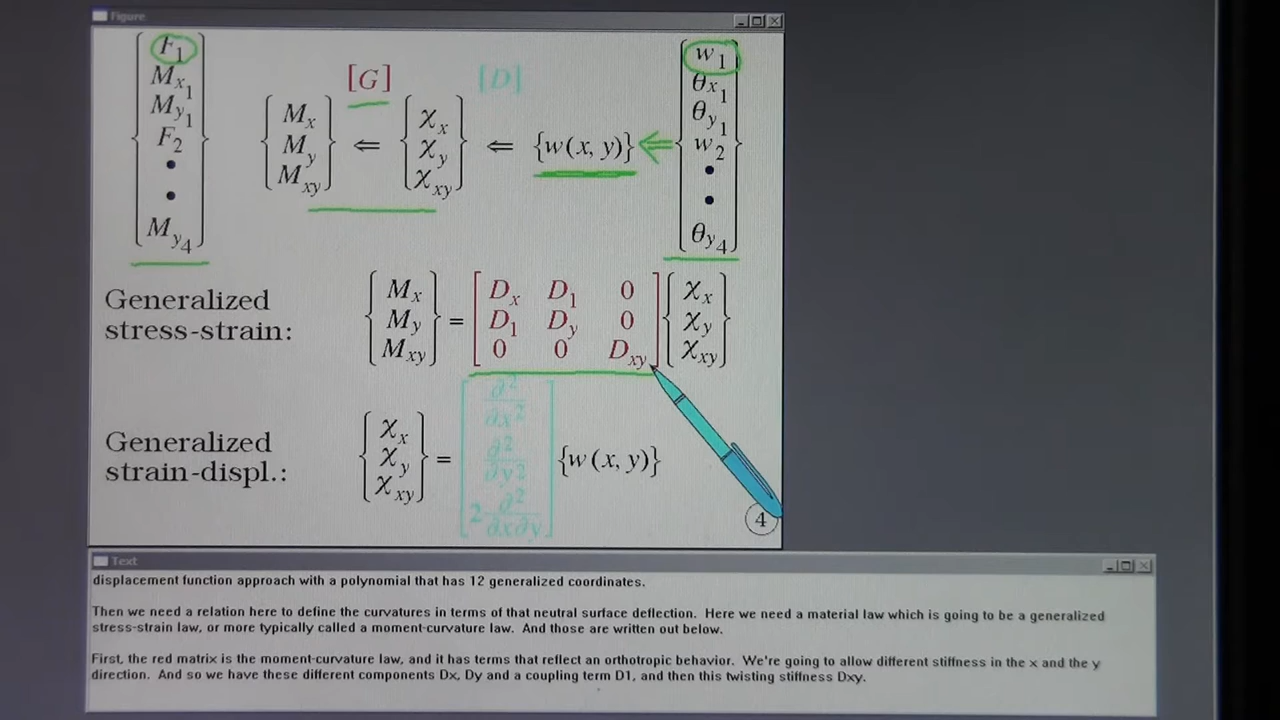 Figure
F1
Mx1
My1
F2
•
•
My4
[G]
[D]
Mx
My
Mxy
⇐
χx
χy
χxy
⇐ {w(x, y)} ⇐
w1
θx1
θy1
w2
•
•
θy4
Generalized
stress-strain:
Mx
My
Mxy
=
Dx D1 0
D1 Dy 0
0 0 Dxy
χx
χy
χxy
Generalized
strain-displ.:
χx
χy
χxy
=
∂²/∂x²
∂²/∂y²
2 ∂²/∂x∂y
{w(x, y)}
4
Text
displacement function approach with a polynomial that has 12 generalized coordinates.
Then we need a relation here to define the curvatures in terms of that neutral surface deflection. Here we need a material law which is going to be a generalized
stress-strain law, or more typically called a moment-curvature law. And those are written out below.
First, the red matrix is the moment-curvature law, and it has terms that reflect an orthotropic behavior. We're going to allow different stiffness in the x and the y
direction. And so we have these different components Dx, Dy and a coupling term D1, and then this twisting stiffness Dxy.